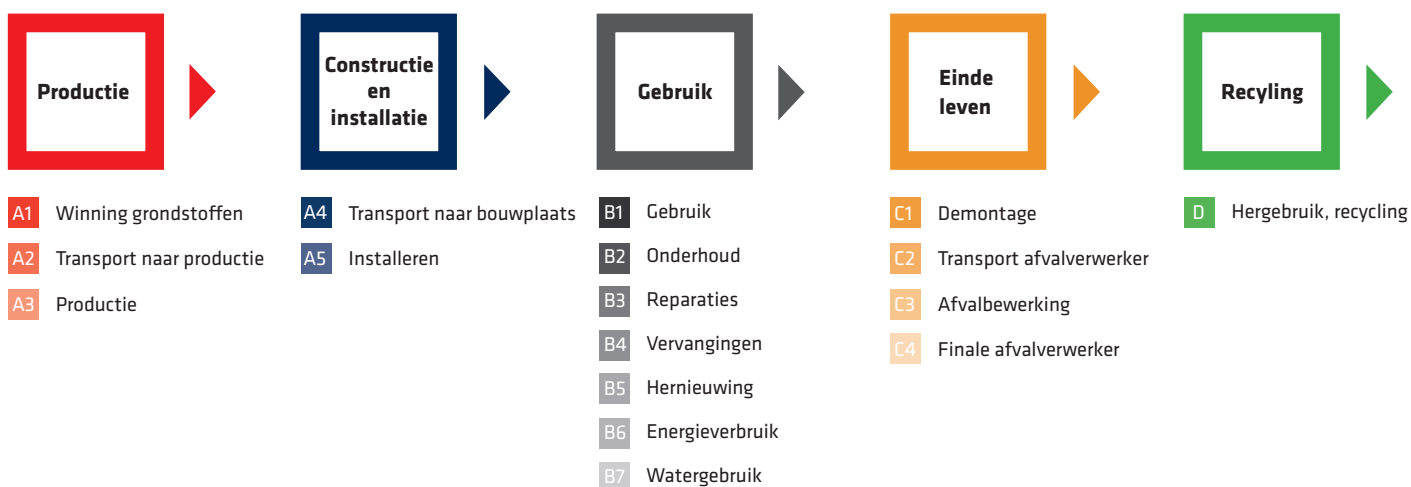 Productie
A1 Winning grondstoffen
A2 Transport naar productie
A3 Productie
Constructie
en
installatie
A4 Transport naar bouwplaats
A5 Installeren
Gebruik
B1 Gebruik
B2 Onderhoud
B3 Reparaties
B4 Vervangingen
B5 Hernieuwing
B6 Energieverbruik
B7 Watergebruik
Einde
leven
C1 Demontage
C2 Transport afvalverwerker
C3 Afvalbewerking
C4 Finale afvalverwerker
Recyling
D Hergebruik, recycling